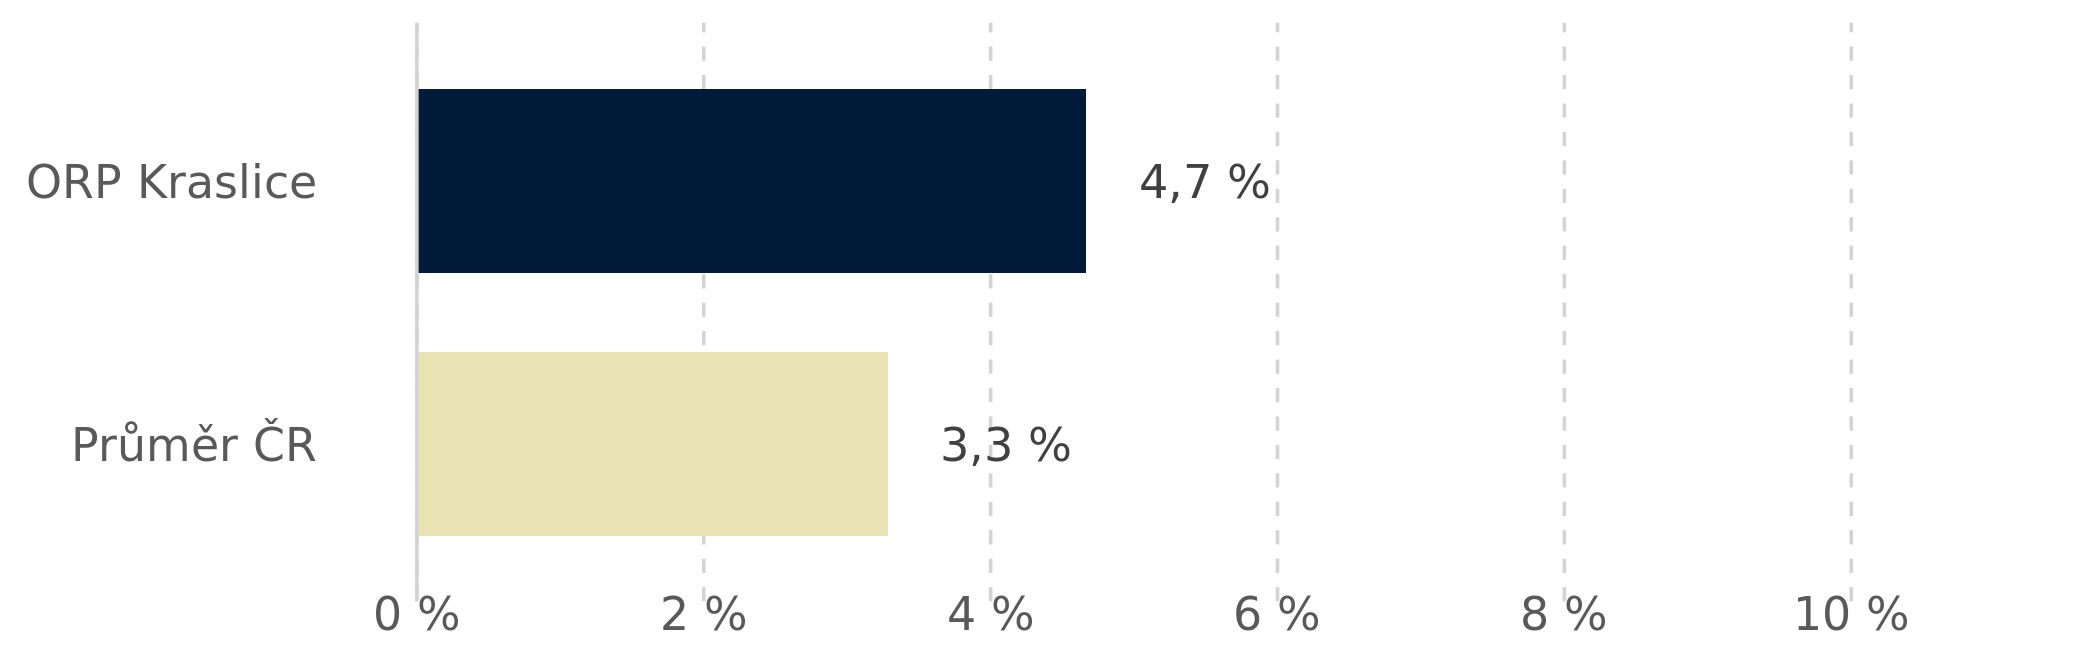 ORP Kraslice 4,7 %
Průměr ČR 3,3 %
0 % 2 % 4 % 6 % 8 % 10 %